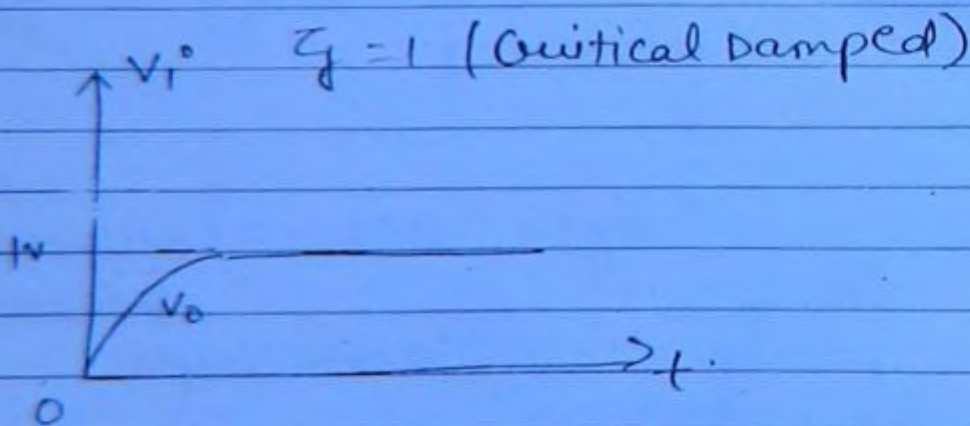 Vi ξ = 1 (Critical Damped)
1V
Vo
t
0